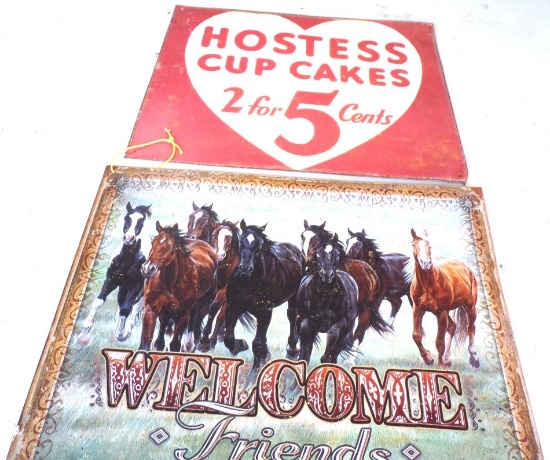 HOSTESS
CUP CAKES
2 for 5 Cents
WELCOME
Friends